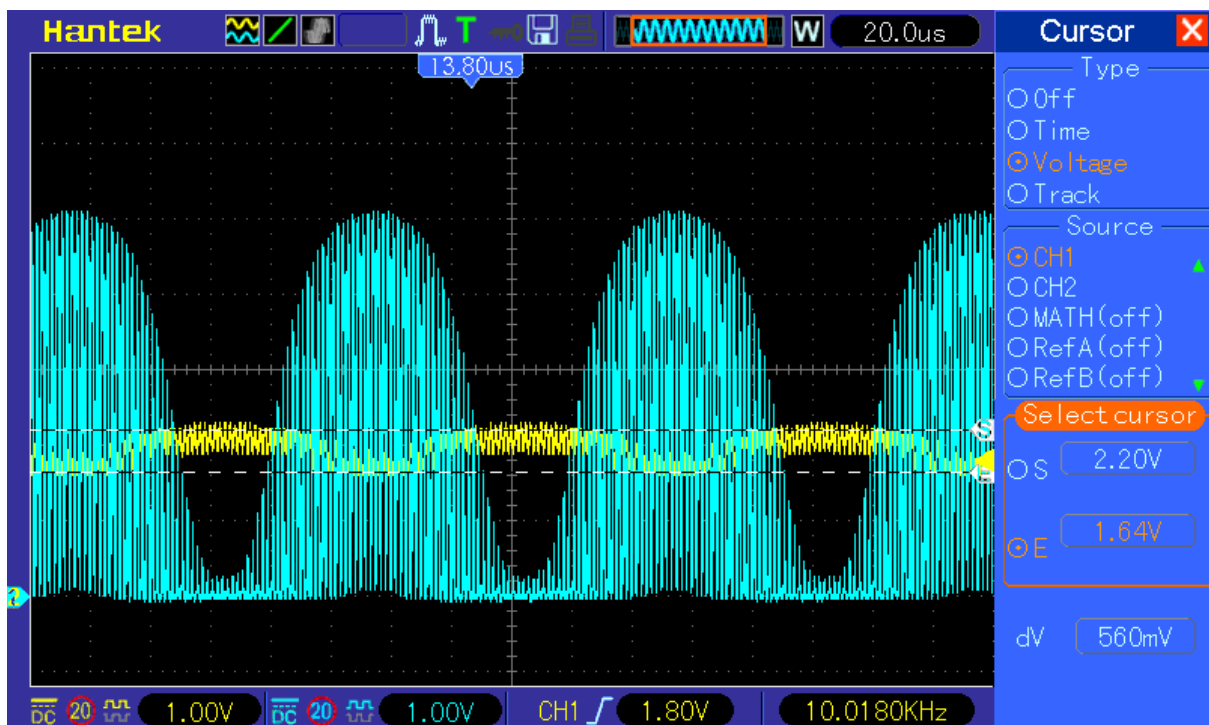 Hantek
T
W
20.0us
13.80us
Cursor
X
Type
Off
Time
Voltage
Track
Source
CH1
CH2
MATH(off)
RefA(off)
RefB(off)
Select cursor
S 2.20V
E 1.64V
dV 560mV
S
E
2
DC 20 1.00V DC 20 1.00V CH1 1.80V 10.0180KHz